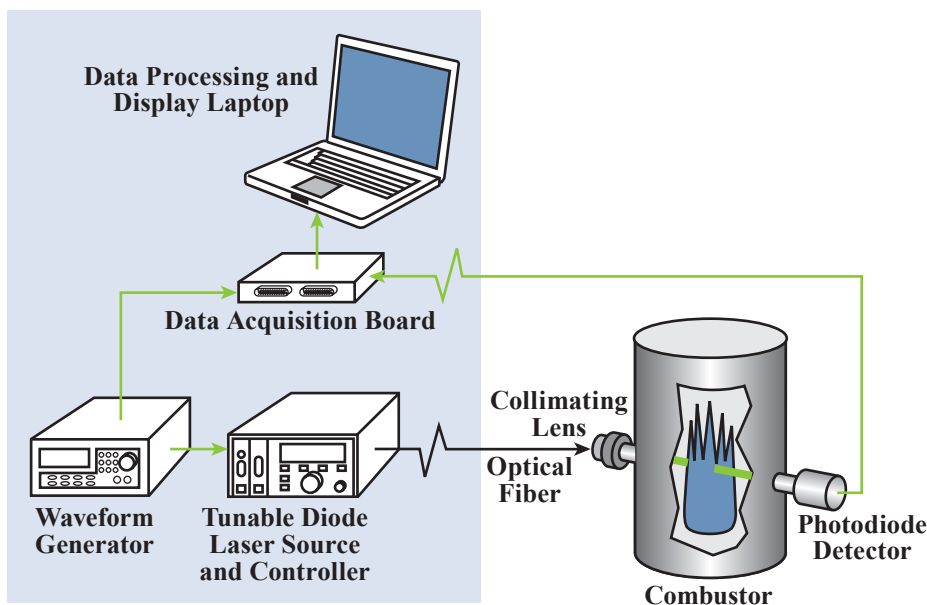 Data Processing and
Display Laptop
Data Acquisition Board
Collimating
Lens
Optical
Fiber
Waveform
Generator
Tunable Diode
Laser Source
and Controller
Photodiode
Detector
Combustor